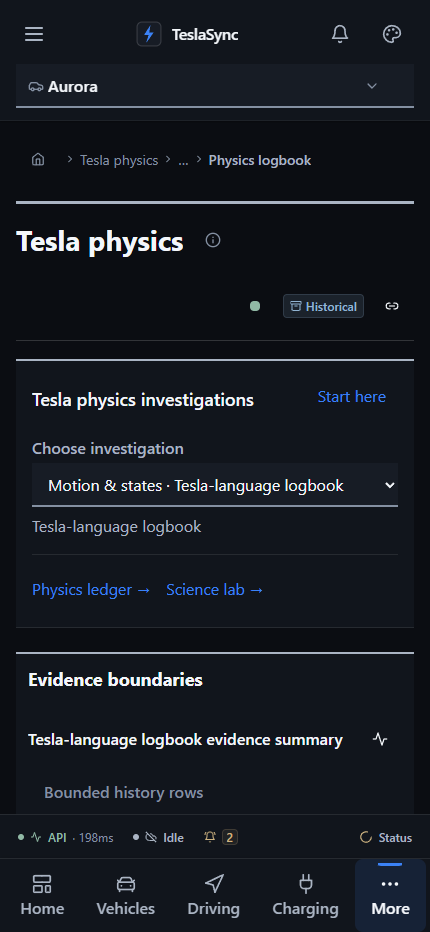 TeslaSync
Aurora
Tesla physics
...
Physics logbook
Tesla physics
Historical
Tesla physics investigations
Start here
Choose investigation
Motion & states · Tesla-language logbook
Tesla-language logbook
Physics ledger →
Science lab →
Evidence boundaries
Tesla-language logbook evidence summary
Bounded history rows
API · 198ms
Idle
2
Status
Home
Vehicles
Driving
Charging
More